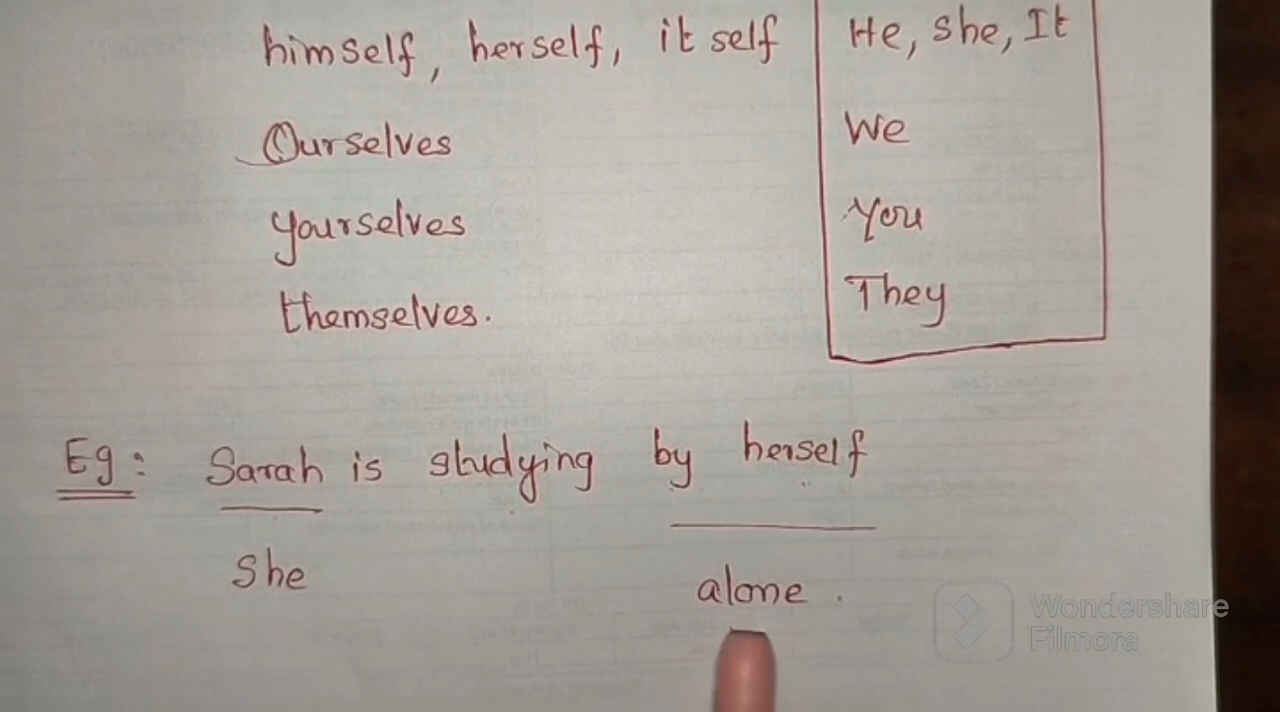 himself, herself, it self He, she, It
Ourselves We
yourselves You
themselves. They
Eg: Sarah is studying by herself
She alone.
Wondershare
Filmora